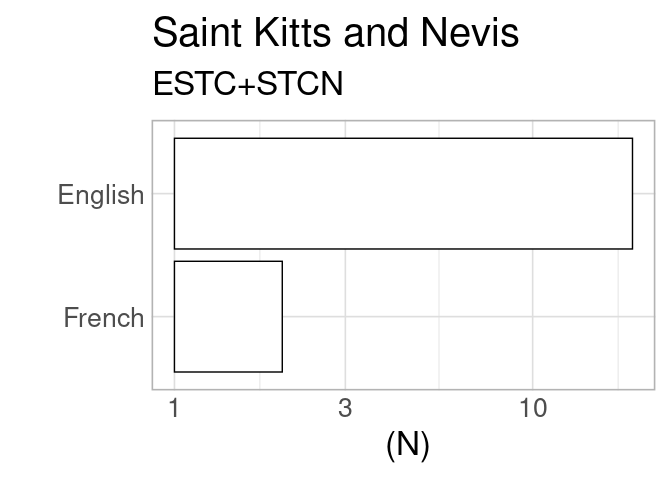 Saint Kitts and Nevis
ESTC+STCN
English
French
1 3 10
(N)